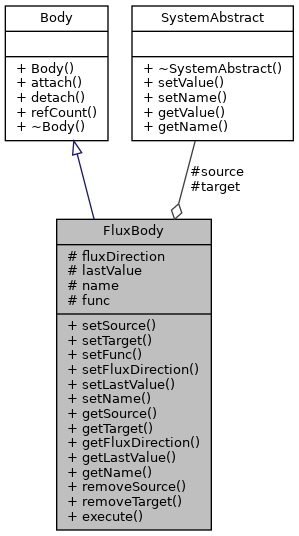 Body
+ Body()
+ attach()
+ detach()
+ refCount()
+ ~Body()
SystemAbstract
+ ~SystemAbstract()
+ setValue()
+ setName()
+ getValue()
+ getName()
#source
#target
FluxBody
# fluxDirection
# lastValue
# name
# func
+ setSource()
+ setTarget()
+ setFunc()
+ setFluxDirection()
+ setLastValue()
+ setName()
+ getSource()
+ getTarget()
+ getFluxDirection()
+ getLastValue()
+ getName()
+ removeSource()
+ removeTarget()
+ execute()